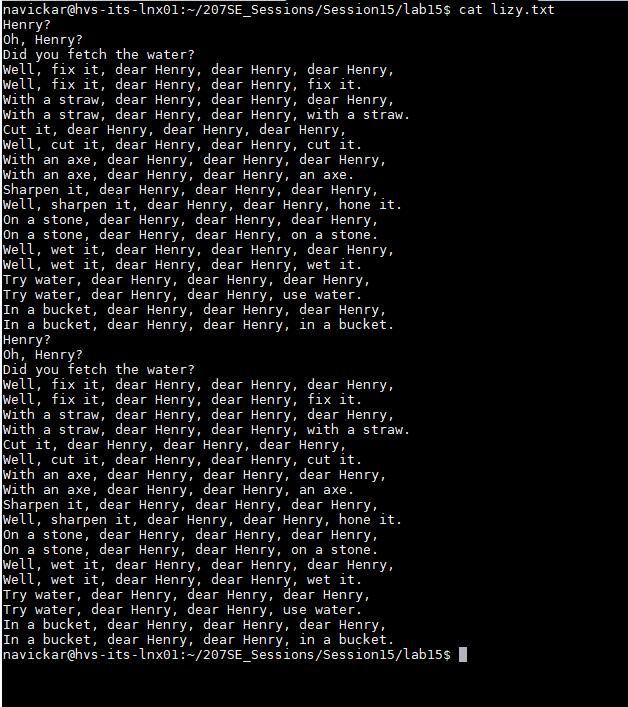 navickar@hvs-its-lnx01:~/207SE_Sessions/Session15/lab15$ cat lizy.txt
Henry?
Oh, Henry?
Did you fetch the water?
Well, fix it, dear Henry, dear Henry, dear Henry,
Well, fix it, dear Henry, dear Henry, fix it.
With a straw, dear Henry, dear Henry, dear Henry,
With a straw, dear Henry, dear Henry, with a straw.
Cut it, dear Henry, dear Henry, dear Henry,
Well, cut it, dear Henry, dear Henry, cut it.
With an axe, dear Henry, dear Henry, dear Henry,
With an axe, dear Henry, dear Henry, an axe.
Sharpen it, dear Henry, dear Henry, dear Henry,
Well, sharpen it, dear Henry, dear Henry, hone it.
On a stone, dear Henry, dear Henry, dear Henry,
On a stone, dear Henry, dear Henry, on a stone.
Well, wet it, dear Henry, dear Henry, dear Henry,
Well, wet it, dear Henry, dear Henry, wet it.
Try water, dear Henry, dear Henry, dear Henry,
Try water, dear Henry, dear Henry, use water.
In a bucket, dear Henry, dear Henry, dear Henry,
In a bucket, dear Henry, dear Henry, in a bucket.
Henry?
Oh, Henry?
Did you fetch the water?
Well, fix it, dear Henry, dear Henry, dear Henry,
Well, fix it, dear Henry, dear Henry, fix it.
With a straw, dear Henry, dear Henry, dear Henry,
With a straw, dear Henry, dear Henry, with a straw.
Cut it, dear Henry, dear Henry, dear Henry,
Well, cut it, dear Henry, dear Henry, cut it.
With an axe, dear Henry, dear Henry, dear Henry,
With an axe, dear Henry, dear Henry, an axe.
Sharpen it, dear Henry, dear Henry, dear Henry,
Well, sharpen it, dear Henry, dear Henry, hone it.
On a stone, dear Henry, dear Henry, dear Henry,
On a stone, dear Henry, dear Henry, on a stone.
Well, wet it, dear Henry, dear Henry, dear Henry,
Well, wet it, dear Henry, dear Henry, wet it.
Try water, dear Henry, dear Henry, dear Henry,
Try water, dear Henry, dear Henry, use water.
In a bucket, dear Henry, dear Henry, dear Henry,
In a bucket, dear Henry, dear Henry, in a bucket.
navickar@hvs-its-lnx01:~/207SE_Sessions/Session15/lab15$